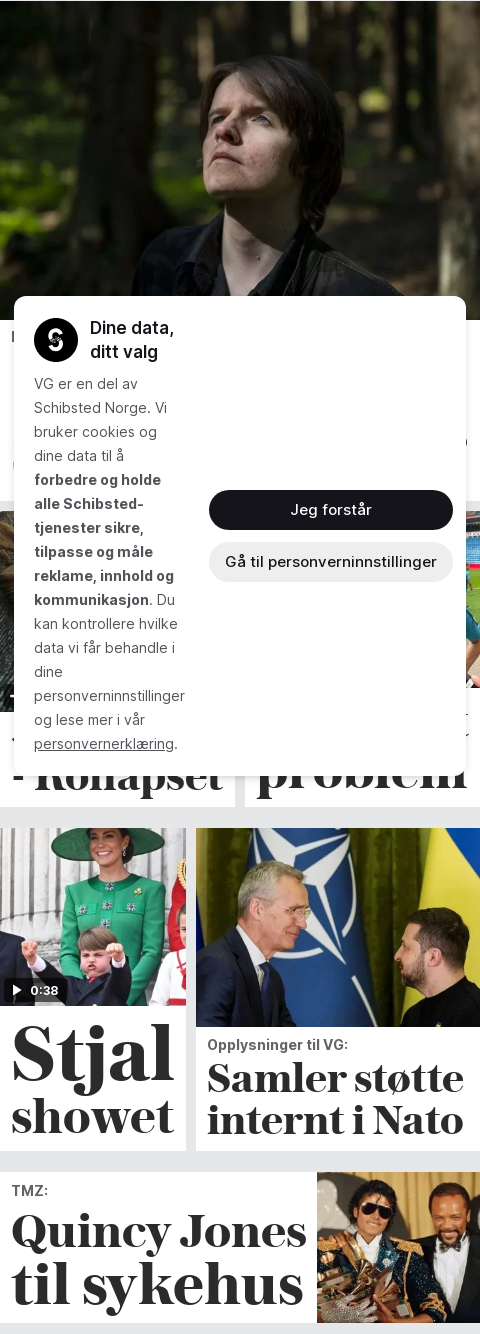 Dine data,
ditt valg
VG er en del av
Schibsted Norge. Vi
bruker cookies og
dine data til å
forbedre og holde
alle Schibsted-
tjenester sikre,
tilpasse og måle
reklame, innhold og
kommunikasjon. Du
kan kontrollere hvilke
data vi får behandle i
dine
personverninnstillinger
og lese mer i vår
personvernerklæring.
Jeg forstår
Gå til personverninnstillinger
- Kollapset
problem
0:38
Stjal
showet
Opplysninger til VG:
Samler støtte
internt i Nato
TMZ:
Quincy Jones
til sykehus